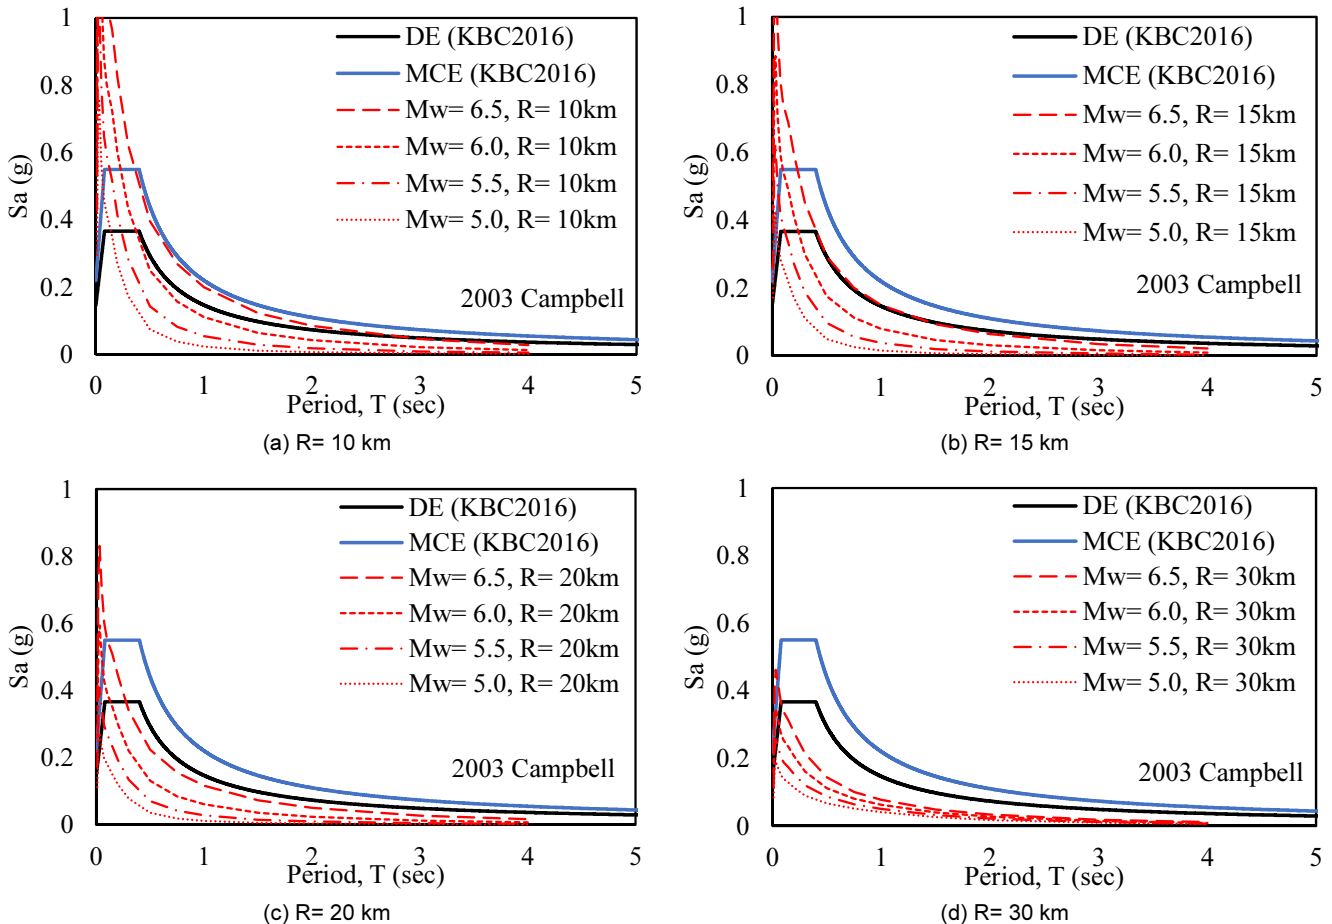 1
0.8
0.6
0.4
0.2
0
Sa (g)
0 1 2 3 4 5
Period, T (sec)
DE (KBC2016)
MCE (KBC2016)
Mw= 6.5, R= 10km
Mw= 6.0, R= 10km
Mw= 5.5, R= 10km
Mw= 5.0, R= 10km
2003 Campbell
(a) R= 10 km
1
0.8
0.6
0.4
0.2
0
Sa (g)
0 1 2 3 4 5
Period, T (sec)
DE (KBC2016)
MCE (KBC2016)
Mw= 6.5, R= 15km
Mw= 6.0, R= 15km
Mw= 5.5, R= 15km
Mw= 5.0, R= 15km
2003 Campbell
(b) R= 15 km
1
0.8
0.6
0.4
0.2
0
Sa (g)
0 1 2 3 4 5
Period, T (sec)
DE (KBC2016)
MCE (KBC2016)
Mw= 6.5, R= 20km
Mw= 6.0, R= 20km
Mw= 5.5, R= 20km
Mw= 5.0, R= 20km
2003 Campbell
(c) R= 20 km
1
0.8
0.6
0.4
0.2
0
Sa (g)
0 1 2 3 4 5
Period, T (sec)
DE (KBC2016)
MCE (KBC2016)
Mw= 6.5, R= 30km
Mw= 6.0, R= 30km
Mw= 5.5, R= 30km
Mw= 5.0, R= 30km
2003 Campbell
(d) R= 30 km